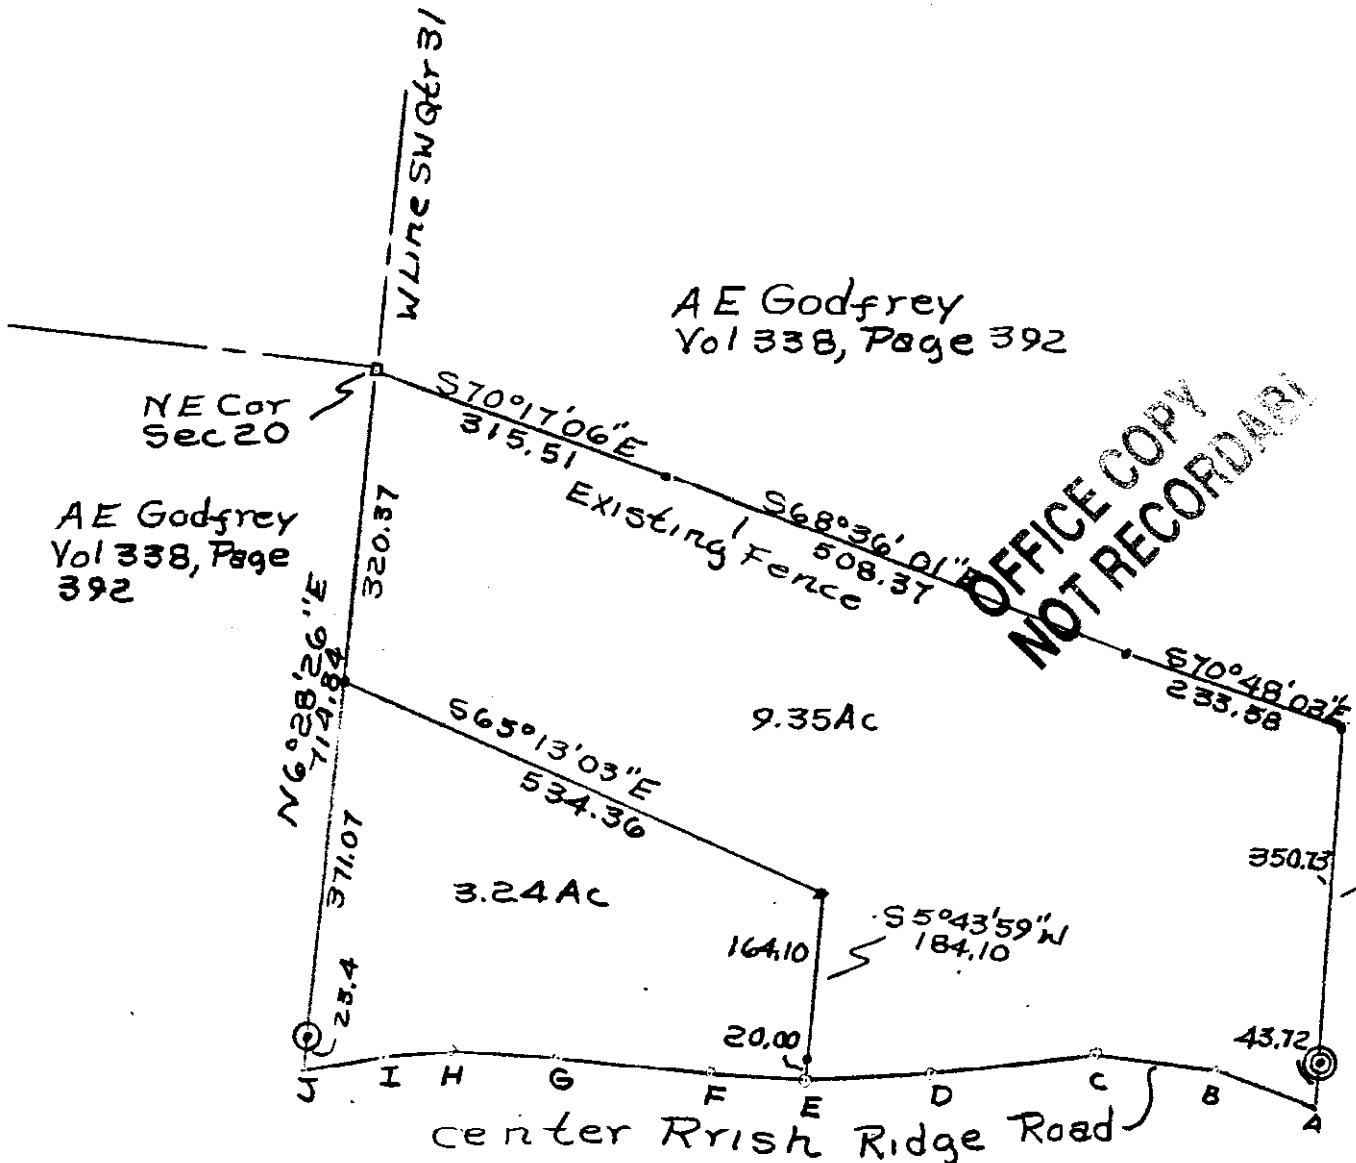 W Line SW Qtr 31
A E Godfrey
Vol 338, Page 392
NE Cor
Sec 20
S70°17'06"E
315.51
Existing Fence
S68°36'01"E
508.37
OFFICE COPY
NOT RECORDABL
S70°48'03"E
233.58
AE Godfrey
Vol 338, Page
392
320.37
N6°28'26"E
714.84
S65°13'03"E
534.36
9.35Ac
350.73
371.07
3.24Ac
164.10
S5°43'59"W
184.10
23.4
20.00
43.72
J I H G F E D C B A
center Rrish Ridge Road